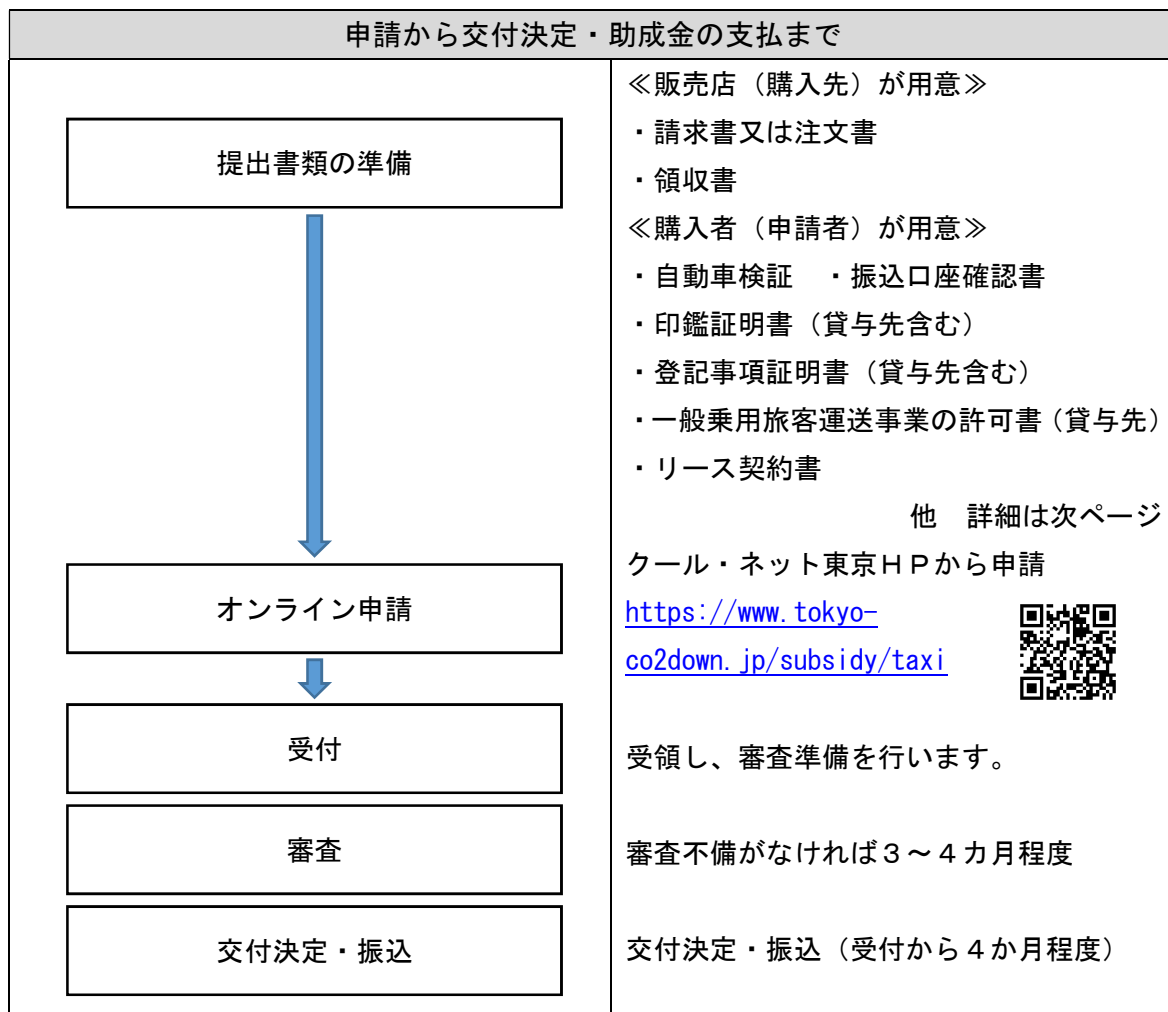 申請から交付決定・助成金の支払まで
提出書類の準備
≪販売店（購入先）が用意≫
・請求書又は注文書
・領収書
≪購入者（申請者）が用意≫
・自動車検証　・振込口座確認書
・印鑑証明書（貸与先含む）
・登記事項証明書（貸与先含む）
・一般乗用旅客運送事業の許可書（貸与先）
・リース契約書
他　詳細は次ページ
オンライン申請
クール・ネット東京ＨＰから申請
https://www.tokyo-
co2down.jp/subsidy/taxi
受付
受領し、審査準備を行います。
審査
審査不備がなければ３～４カ月程度
交付決定・振込
交付決定・振込（受付から４か月程度）